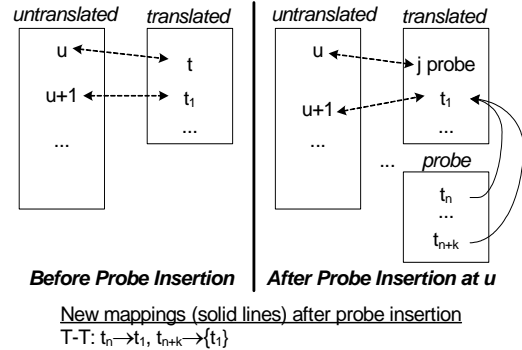 untranslated translated
u
t
u+1
t₁
...
...
Before Probe Insertion
untranslated translated
u
j probe
u+1
t₁
...
...
... probe
tₙ
...
tₙ₊ₖ
After Probe Insertion at u
New mappings (solid lines) after probe insertion
T-T: tₙ→t₁, tₙ₊ₖ→{t₁}